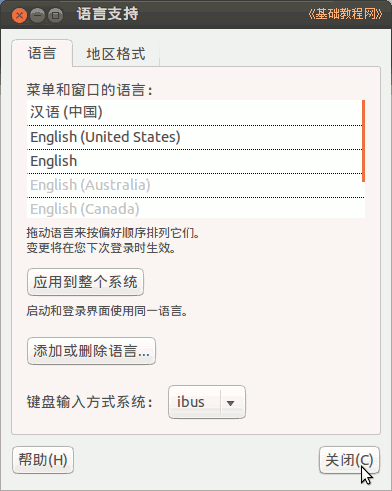 语言支持
《基础教程网》
语言
地区格式
菜单和窗口的语言：
汉语 (中国)
English (United States)
English
English (Australia)
English (Canada)
拖动语言来按偏好顺序排列它们。
变更将在您下次登录时生效。
应用到整个系统
启动和登录界面使用同一语言。
添加或删除语言...
键盘输入方式系统： ibus
帮助(H)
关闭(C)